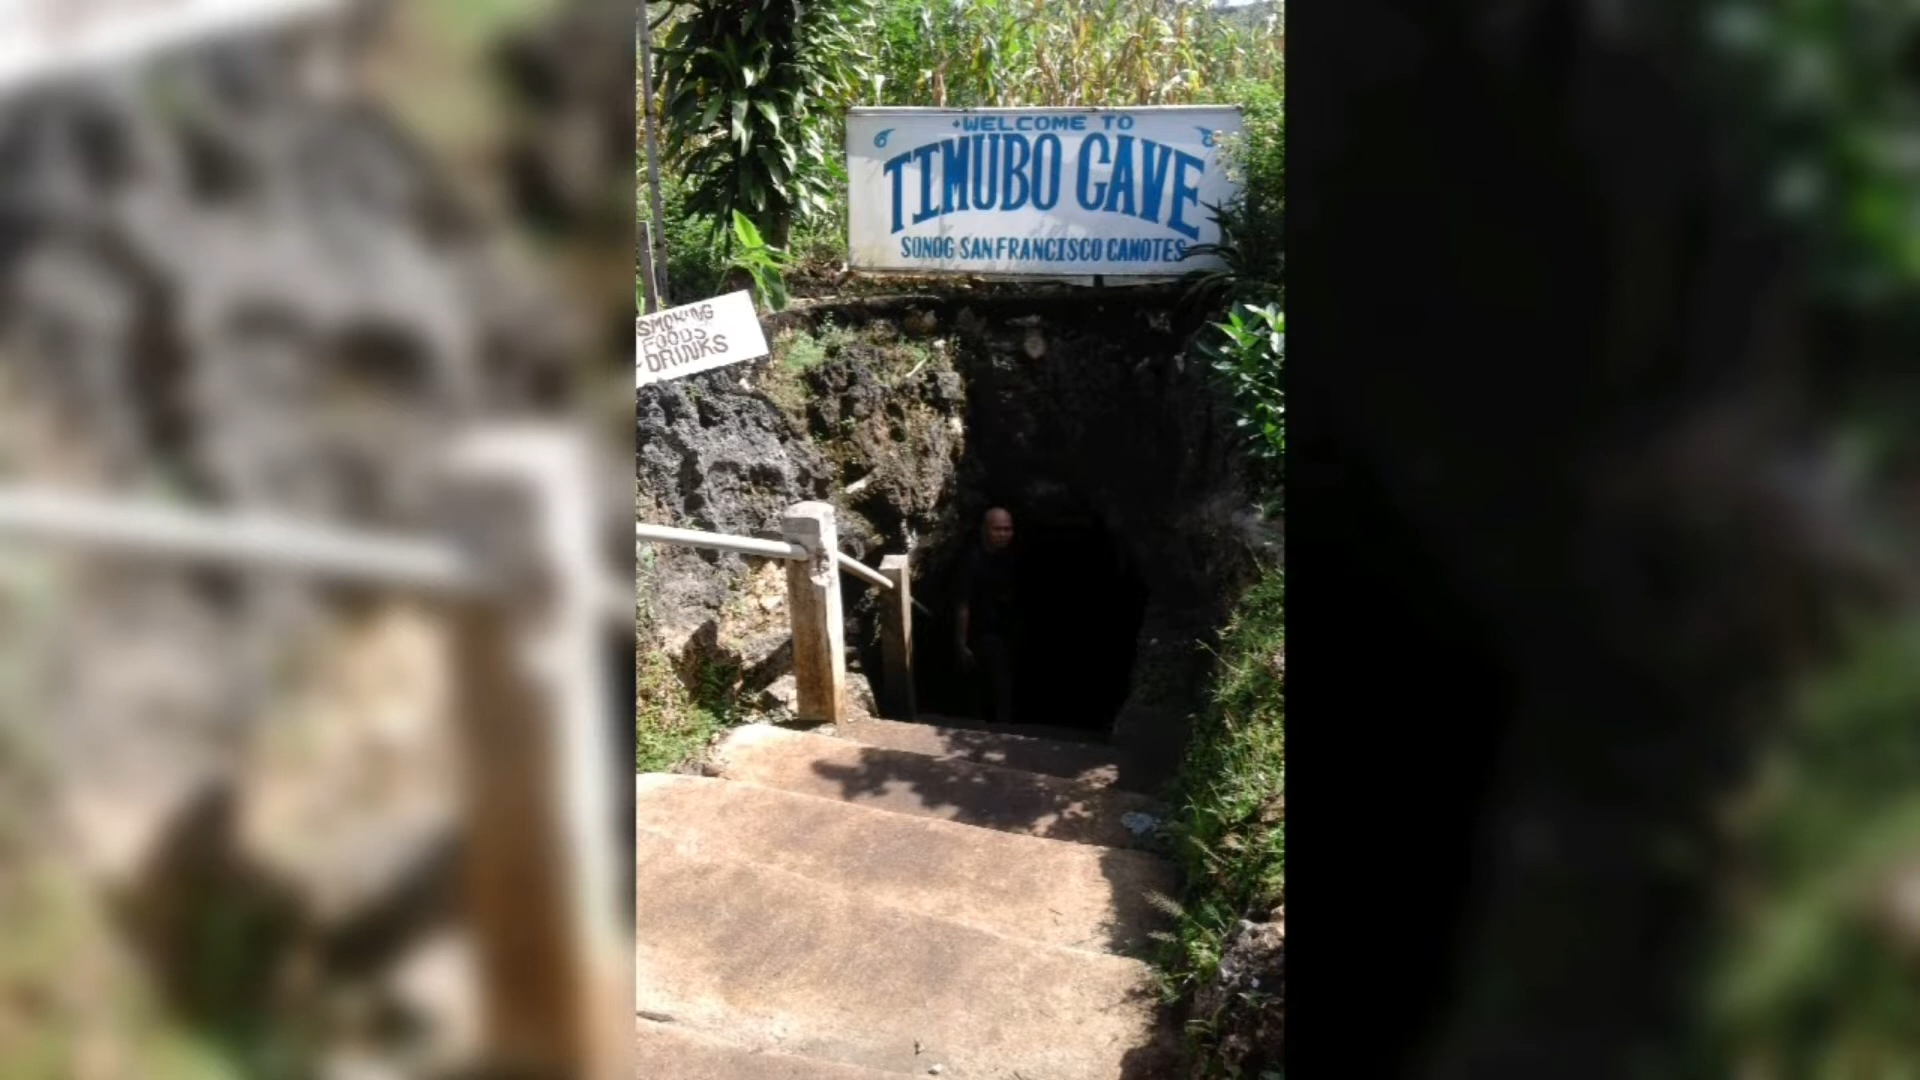 WELCOME TO
TIMUBO CAVE
SONOG SAN FRANCISCO CAMOTES
SMOKING
FOODS
DRINKS